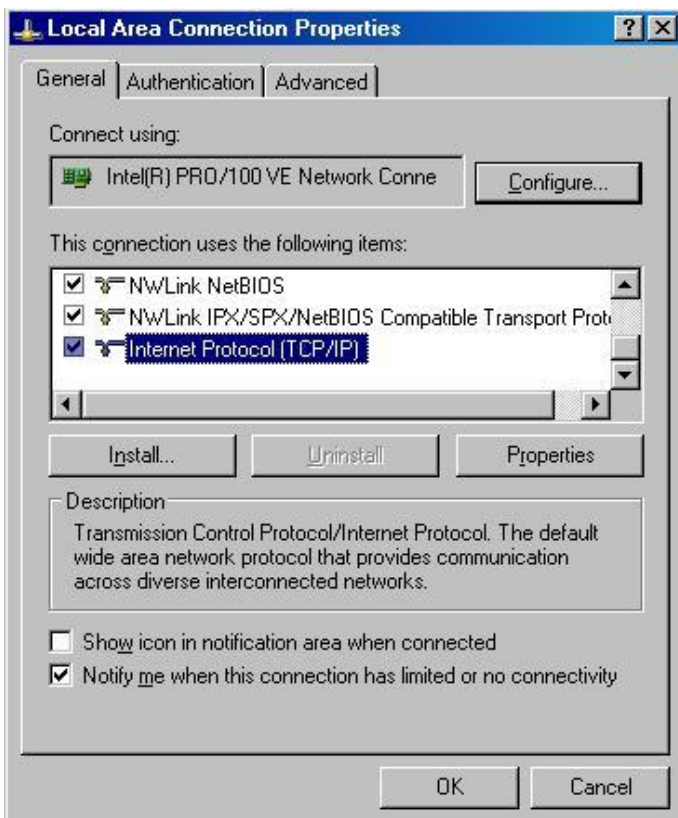 Local Area Connection Properties
General Authentication Advanced
Connect using:
Intel(R) PRO/100 VE Network Conne
Configure...
This connection uses the following items:
NWLink NetBIOS
NWLink IPX/SPX/NetBIOS Compatible Transport Prot
Internet Protocol (TCP/IP)
Install... Uninstall Properties
Description
Transmission Control Protocol/Internet Protocol. The default
wide area network protocol that provides communication
across diverse interconnected networks.
Show icon in notification area when connected
Notify me when this connection has limited or no connectivity
OK Cancel